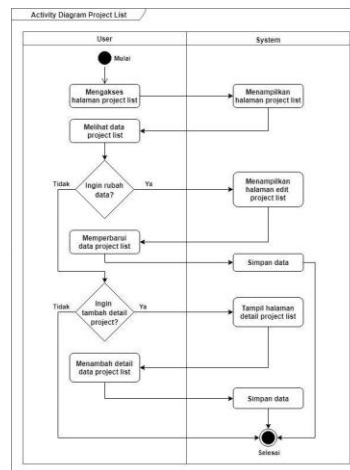 Activity Diagram Project List
User
System
Mulai
Mengakses
halaman project list
Menampilkan
halaman project list
Melihat data
project list
Tidak
Ingin rubah
data?
Ya
Menampilkan
halaman edit
project list
Memperbarui
data project list
Simpan data
Tidak
Ingin
tambah detail
project?
Ya
Tampil halaman
detail project list
Menambah detail
data project list
Simpan data
Selesai